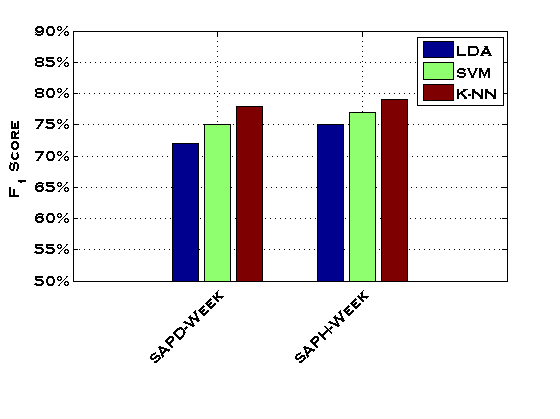 90%
85%
80%
75%
70%
65%
60%
55%
50%
F1 Score
LDA
SVM
K-NN
SAPD-Week
SAPH-Week